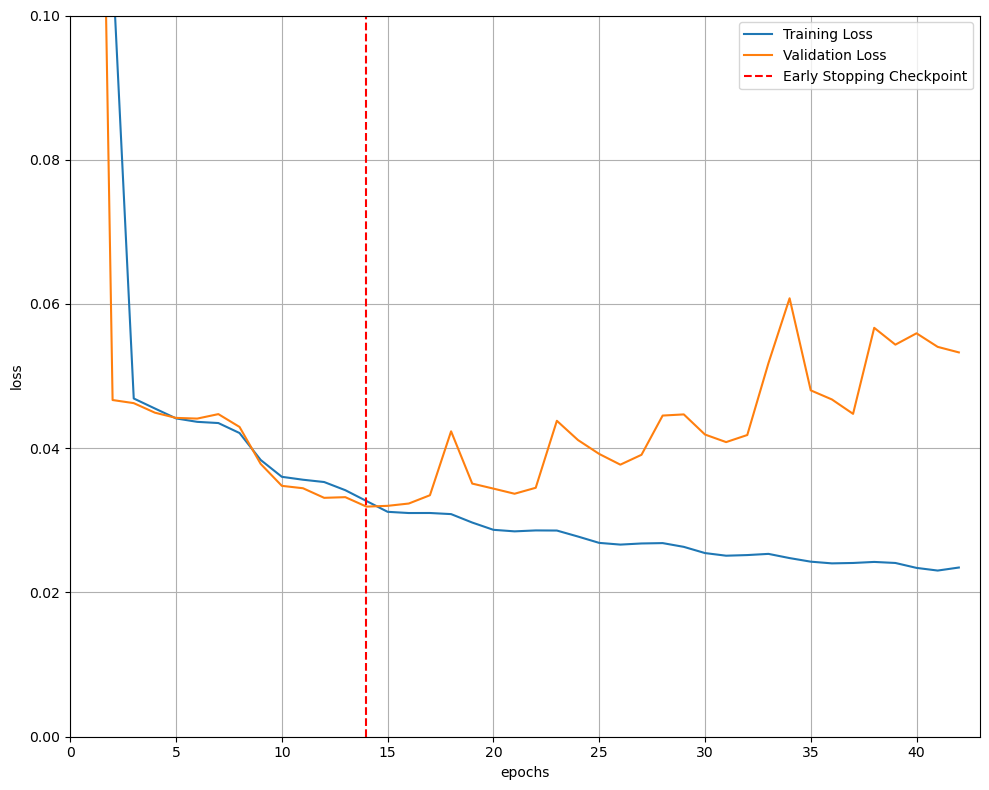 Training Loss
Validation Loss
Early Stopping Checkpoint
0.10
0.08
0.06
0.04
0.02
0.00
loss
0 5 10 15 20 25 30 35 40
epochs